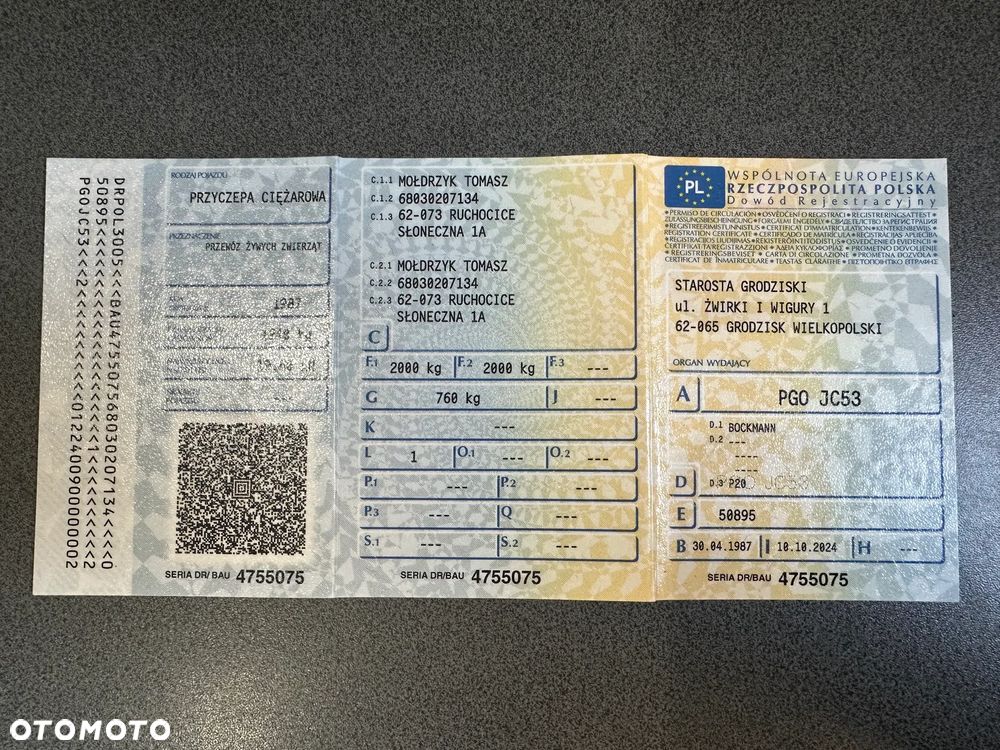 DRPOL3005<<BAU47550756803020713​4<<<<0
50895<<<<<<<<<<<<<<<<<<<<1<<<<<<<<2
PGOJC53<<2<<<<<<<<<<<<0122400900000002
RODZAJ POJAZDU
PRZYCZEPA CIĘŻAROWA
PRZEZNACZENIE
PRZEWÓZ ŻYWYCH ZWIERZĄT
1987
SERIA DR/BAU 4755075
C.1.1 MOŁDRZYK TOMASZ
C.1.2 68030207134
C.1.3 62-073 RUCHOCICE
SŁONECZNA 1A
C.2.1 MOŁDRZYK TOMASZ
C.2.2 68030207134
C.2.3 62-073 RUCHOCICE
SŁONECZNA 1A
C
F.1 2000 kg F.2 2000 kg F.3 ---
G 760 kg J ---
K ---
L 1 O.1 --- O.2 ---
P.1 --- P.2 ---
P.3 --- Q ---
S.1 --- S.2 ---
SERIA DR/BAU 4755075
PL
WSPÓLNOTA EUROPEJSKA
RZECZPOSPOLITA POLSKA
Dowód Rejestracyjny
STAROSTA GRODZISKI
ul. ŻWIRKI I WIGURY 1
62-065 GRODZISK WIELKOPOLSKI
ORGAN WYDAJĄCY
A PGO JC53
D.1 BOCKMANN
D.2 ---
----
----
D D.3 P20
E 50895
B 30.04.1987 I 10.10.2024 H ---
SERIA DR/BAU 4755075
OTOMOTO